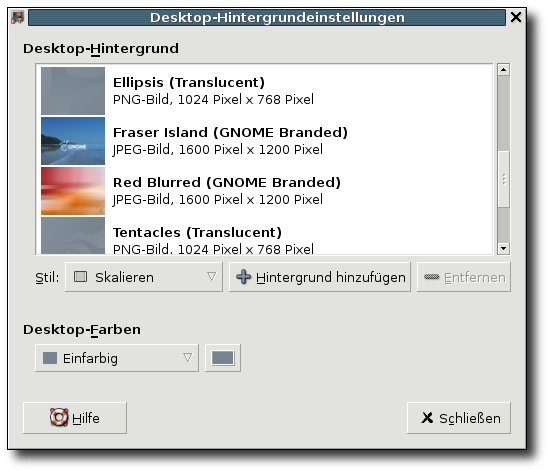 Desktop-Hintergrundeinstellungen
Desktop-Hintergrund
Ellipsis (Translucent)
PNG-Bild, 1024 Pixel x 768 Pixel
Fraser Island (GNOME Branded)
JPEG-Bild, 1600 Pixel x 1200 Pixel
GNOME
Red Blurred (GNOME Branded)
JPEG-Bild, 1600 Pixel x 1200 Pixel
Tentacles (Translucent)
PNG-Bild, 1024 Pixel x 768 Pixel
Stil: Skalieren Hintergrund hinzufügen Entfernen
Desktop-Farben
Einfarbig
Hilfe Schließen